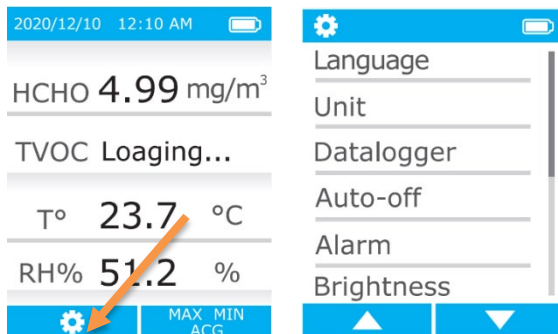 2020/12/10 12:10 AM
HCHO 4.99 mg/m³
TVOC Loaging...
T° 23.7 °C
RH% 51.2 %
MAX MIN
ACG
Language
Unit
Datalogger
Auto-off
Alarm
Brightness